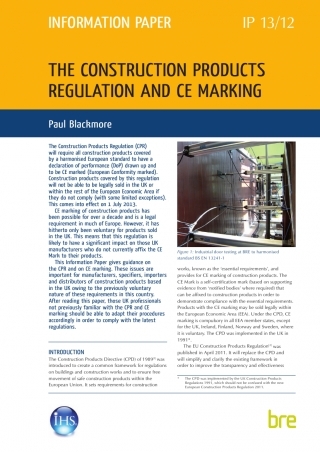 INFORMATION PAPER
IP 13/12
THE CONSTRUCTION PRODUCTS
REGULATION AND CE MARKING
Paul Blackmore
The Construction Products Regulation (CPR)
will require all construction products covered
by a harmonised European standard to have a
declaration of performance (DoP) drawn up and
to be CE marked (European Conformity marked).
Construction products covered by this regulation
will not be able to be legally sold in the UK or
within the rest of the European Economic Area if
they do not comply (with some limited exceptions).
This comes into effect on 1 July 2013.
CE marking of construction products has
been possible for over a decade and is a legal
requirement in much of Europe. However, it has
hitherto only been voluntary for products sold
in the UK. This means that this regulation is
likely to have a significant impact on those UK
manufacturers who do not currently affix the CE
Mark to their products.
This Information Paper gives guidance on
the CPR and on CE marking. These issues are
important for manufacturers, specifiers, importers
and distributors of construction products based
in the UK owing to the previously voluntary
nature of these requirements in this country.
After reading this paper, these UK professionals
not previously familiar with the CPR and CE
marking should be able to adapt their procedures
accordingly in order to comply with the latest
regulations.
INTRODUCTION
The Construction Products Directive (CPD) of 1989 was
introduced to create a common framework for regulations
on buildings and construction works and to ensure free
movement of safe construction products within the
European Union. It sets requirements for construction
Figure 1: Industrial door testing at BRE to harmonised
standard BS EN 13241-1
works, known as the 'essential requirements', and
provides for CE marking of construction products. The
CE Mark is a self-certification mark (based on supporting
evidence from 'notified bodies' where required) that
can be affixed to construction products in order to
demonstrate compliance with the essential requirements.
Products with the CE marking may be sold legally within
the European Economic Area (EEA). Under the CPD, CE
marking is compulsory in all EEA member states, except
for the UK, Ireland, Finland, Norway and Sweden, where
it is voluntary. The CPD was implemented in the UK in
1991*.
The EU Construction Products Regulation was
published in April 2011. It will replace the CPD and
will simplify and clarify the existing framework in
order to improve the transparency and effectiveness
* The CPD was implemented by the UK Construction Products
Regulations 1991, which should not be confused with the new
European Construction Products Regulation 2011.
IHS
bre